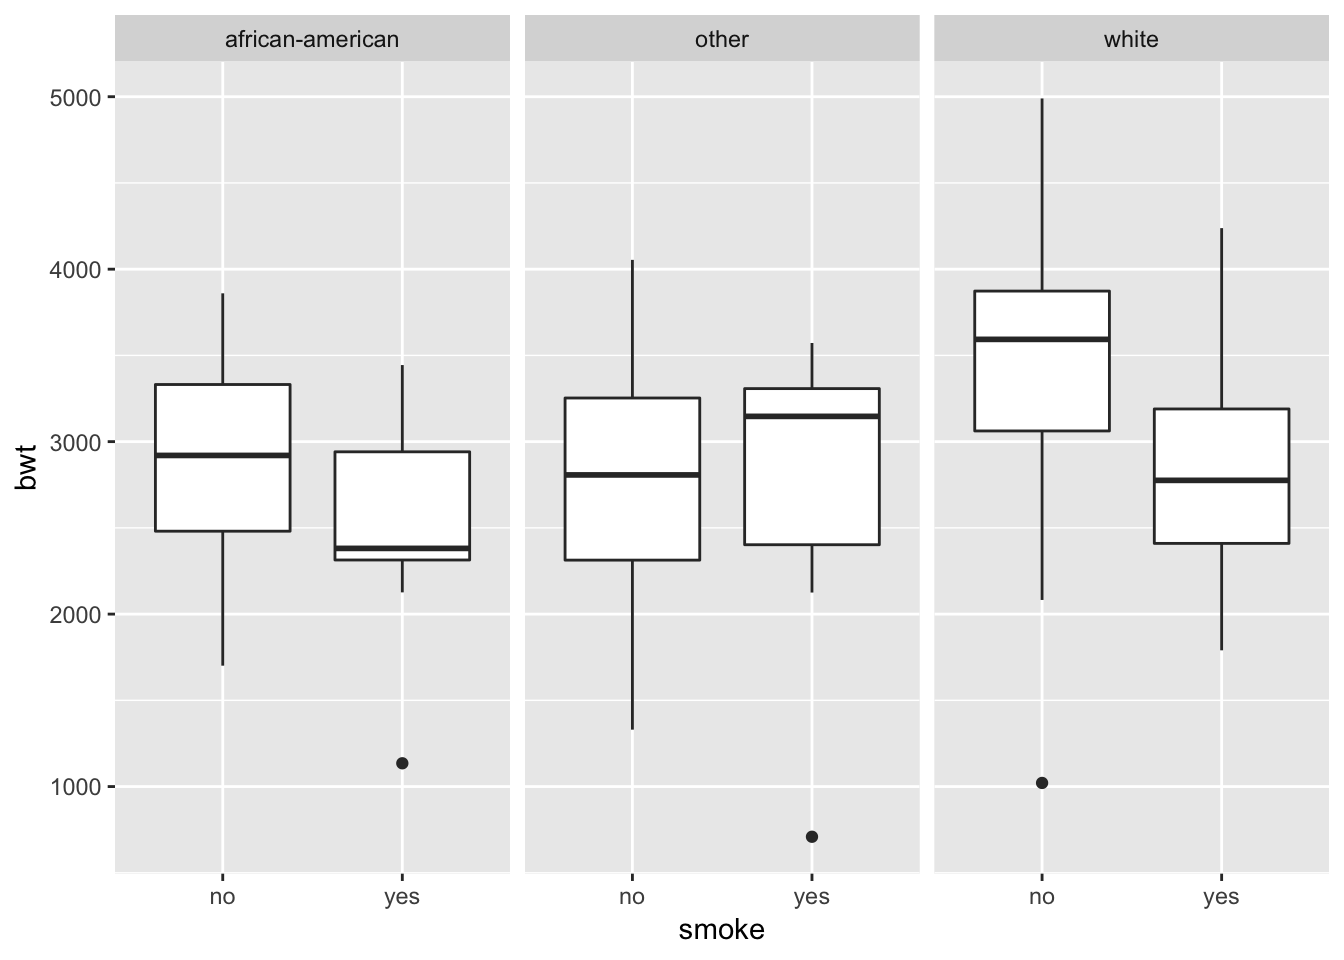 african-american other white
5000
4000
3000
2000
1000
bwt
no yes no yes no yes
smoke